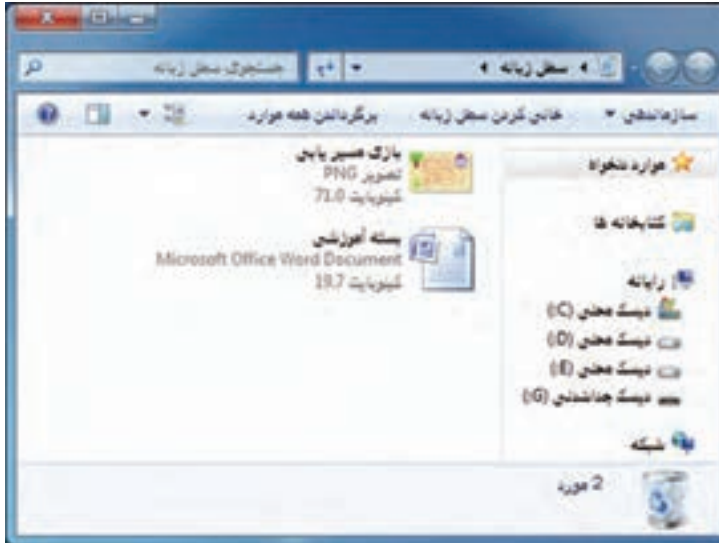 سطل زباله
جستجوی سطل زباله
سازماندهی خالی کردن سطل زباله برگرداندن همه موارد
موارد دلخواه
کتابخانه ها
رایانه
دیسک محلی (C:)
دیسک محلی (D:)
دیسک محلی (E:)
دیسک جداشدنی (G:)
شبکه
بازی مسیر یابی
تصویر PNG
71.0 کیلوبایت
بسته آموزشی
Microsoft Office Word Document
19.7 کیلوبایت
2 مورد